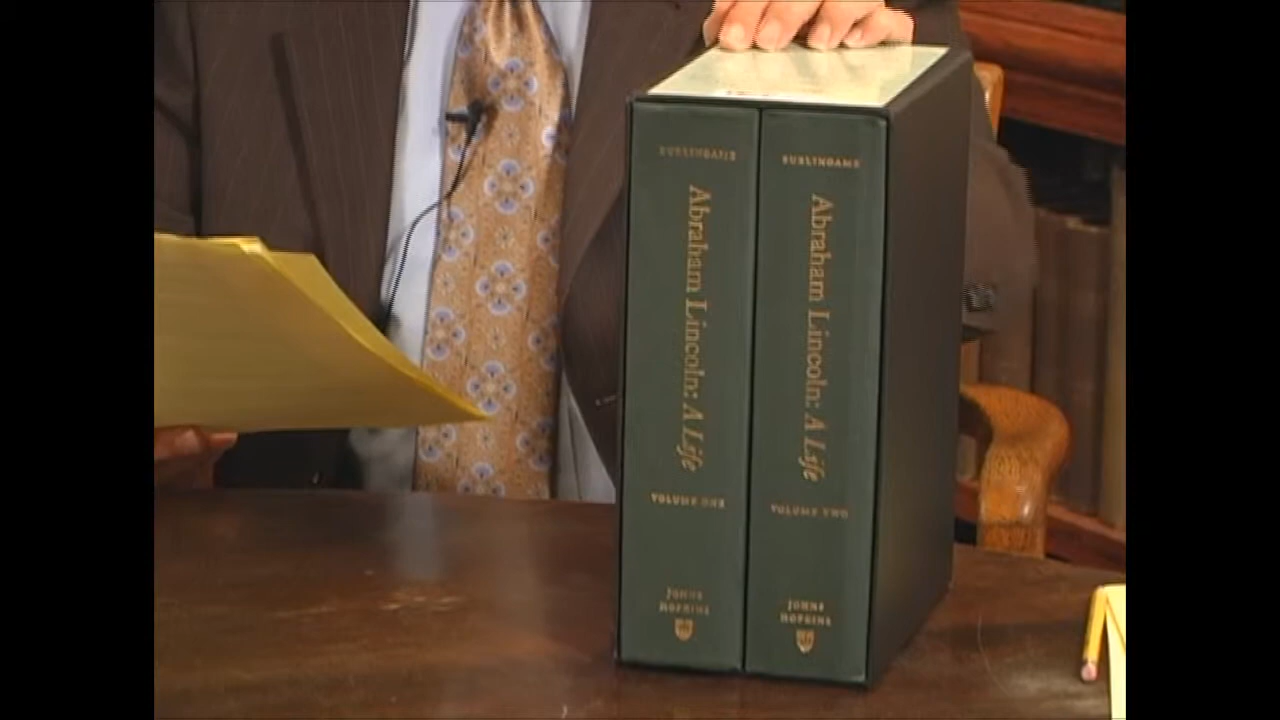 BURLINGAME
Abraham Lincoln: A Life
VOLUME ONE
JOHNS
HOPKINS
BURLINGAME
Abraham Lincoln: A Life
VOLUME TWO
JOHNS
HOPKINS